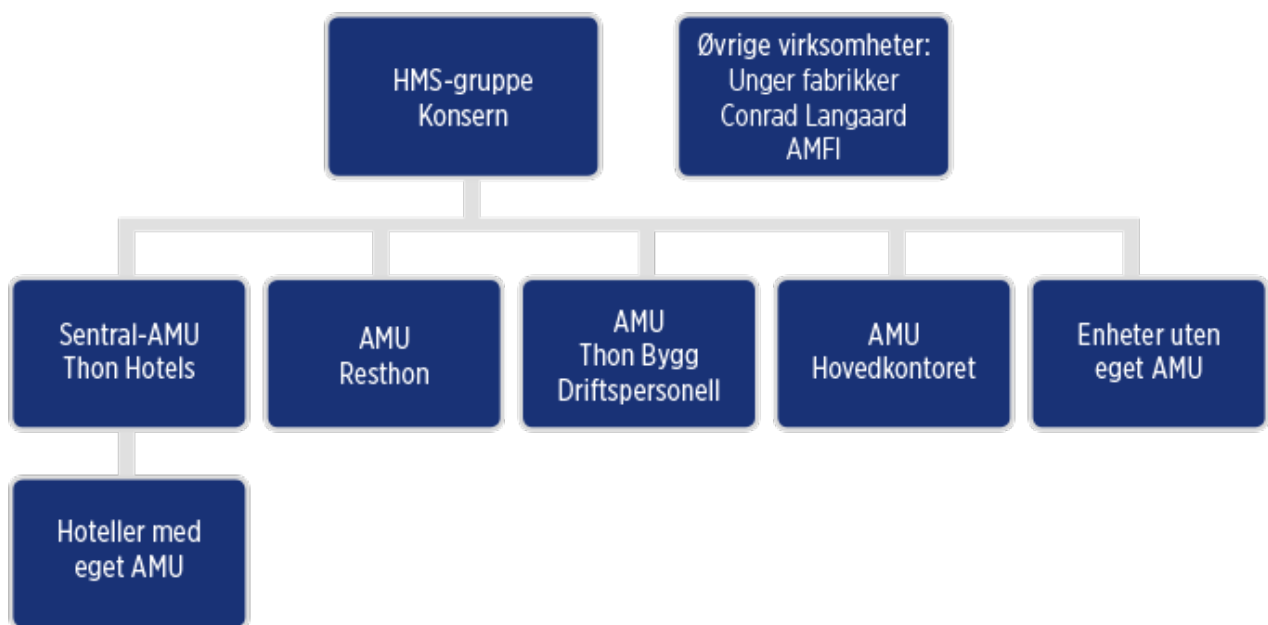 HMS-gruppe
Konsern
Øvrige virksomheter:
Unger fabrikker
Conrad Langaard
AMFI
Sentral-AMU
Thon Hotels
AMU
Resthon
AMU
Thon Bygg
Driftspersonell
AMU
Hovedkontoret
Enheter uten
eget AMU
Hoteller med
eget AMU